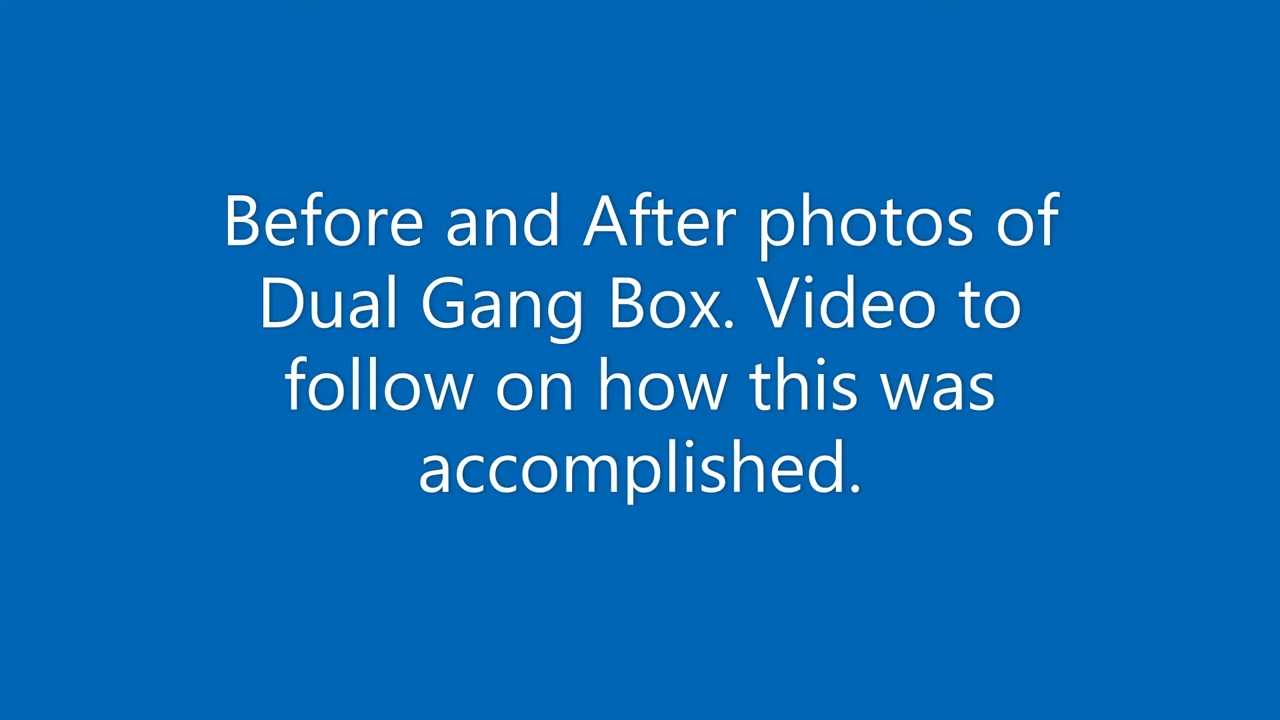 Before and After photos of
Dual Gang Box. Video to
follow on how this was
accomplished.